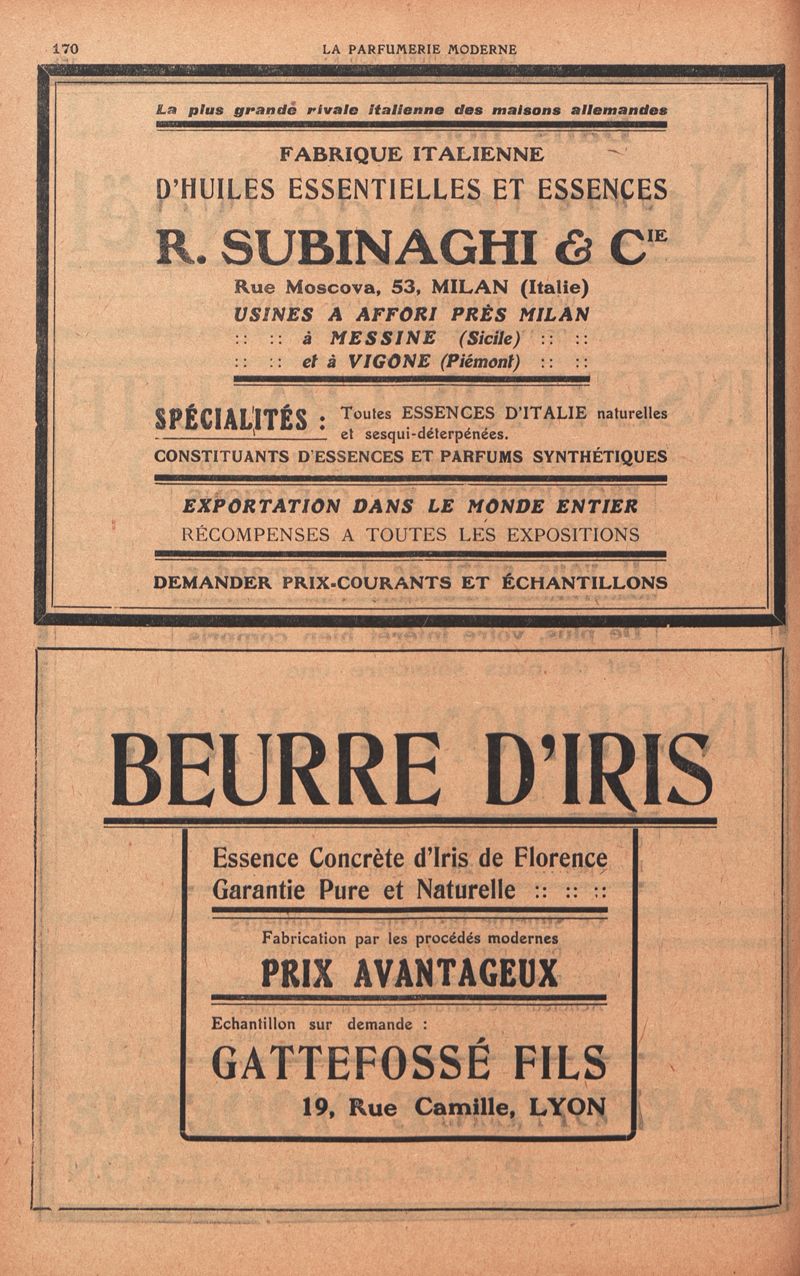 170
LA PARFUMERIE MODERNE
La plus grande rivale italienne des maisons allemandes
FABRIQUE ITALIENNE
D'HUILES ESSENTIELLES ET ESSENCES
R. SUBINAGHI & CIE
Rue Moscova, 53, MILAN (Italie)
USINES A AFFORI PRÈS MILAN
:: :: à MESSINE (Sicile) :: ::
:: :: et à VIGONE (Piémont) :: ::
SPÉCIALITÉS : Toutes ESSENCES D'ITALIE naturelles
et sesqui-déterpénées.
CONSTITUANTS D'ESSENCES ET PARFUMS SYNTHÉTIQUES
EXPORTATION DANS LE MONDE ENTIER
RÉCOMPENSES A TOUTES LES EXPOSITIONS
DEMANDER PRIX-COURANTS ET ÉCHANTILLONS
BEURRE D'IRIS
Essence Concrète d'Iris de Florence
Garantie Pure et Naturelle :: :: ::
Fabrication par les procédés modernes
PRIX AVANTAGEUX
Echantillon sur demande :
GATTEFOSSÉ FILS
19, Rue Camille, LYON